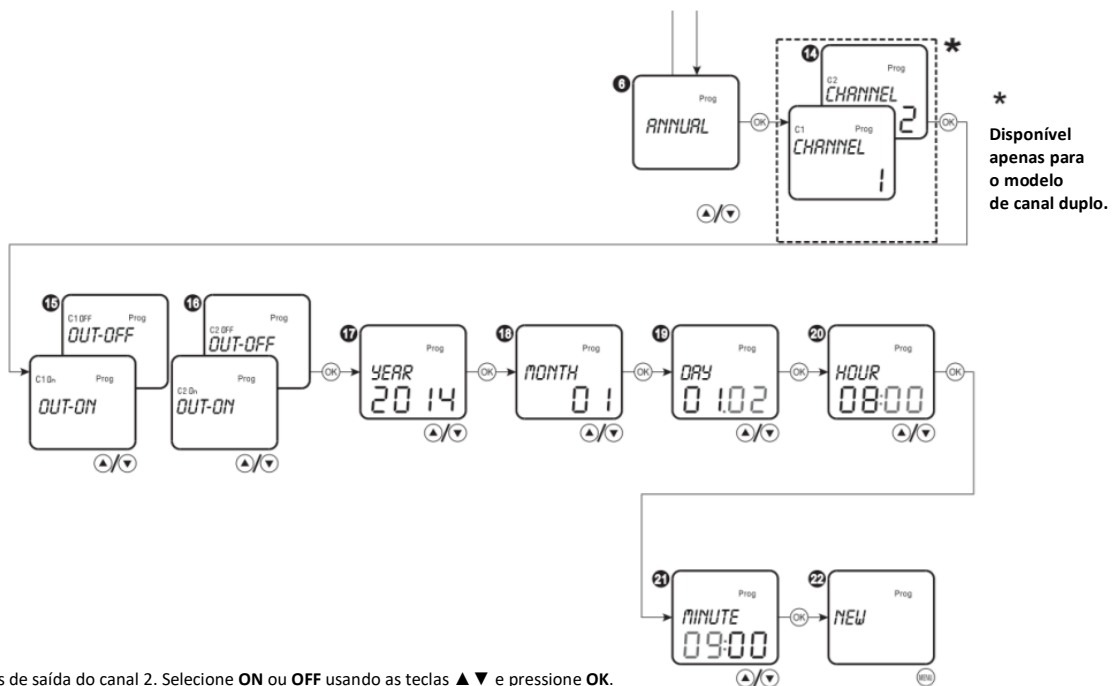 6
Prog
ANNUAL
OK
14
*
Prog
C2
CHANNEL
2
C1 Prog
CHANNEL
1
OK
*
Disponível
apenas para
o modelo
de canal duplo.
▲/▼
15
C1 OFF Prog
OUT-OFF
C1 On Prog
OUT-ON
▲/▼
16
Prog
C2 OFF
OUT-OFF
Prog
C2 On
OUT-ON
▲/▼
OK
17
Prog
YEAR
2014
▲/▼
OK
18
Prog
MONTH
01
▲/▼
OK
19
Prog
DAY
01.02
▲/▼
OK
20
Prog
HOUR
08:00
▲/▼
OK
21
Prog
MINUTE
09:00
▲/▼
OK
22
Prog
NEW
MENU
s de saída do canal 2. Selecione ON ou OFF usando as teclas ▲ ▼ e pressione OK.